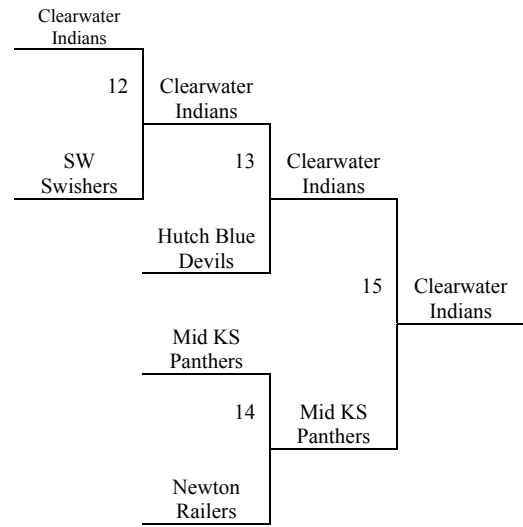 Clearwater
Indians
12
Clearwater
Indians
SW
Swishers
13
Clearwater
Indians
Hutch Blue
Devils
15
Clearwater
Indians
Mid KS
Panthers
14
Mid KS
Panthers
Newton
Railers